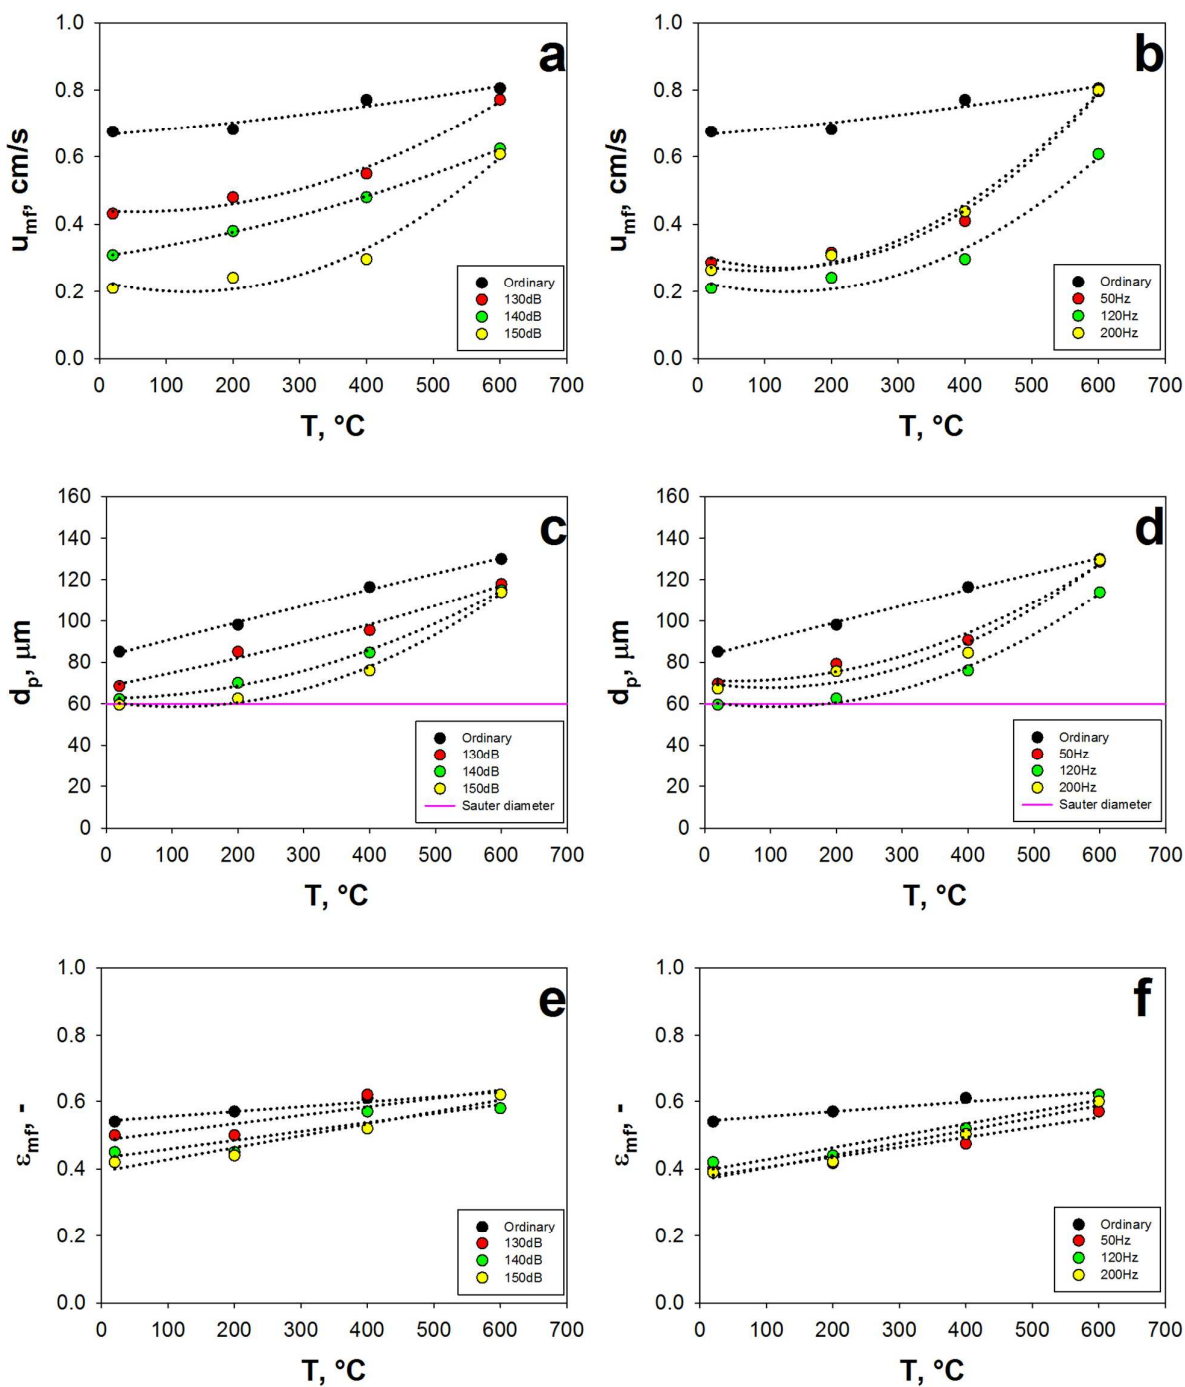 a
1.0
0.8
0.6
0.4
0.2
0.0
u_mf, cm/s
Ordinary
130dB
140dB
150dB
0 100 200 300 400 500 600 700
T, °C
b
1.0
0.8
0.6
0.4
0.2
0.0
u_mf, cm/s
Ordinary
50Hz
120Hz
200Hz
0 100 200 300 400 500 600 700
T, °C
c
160
140
120
100
80
60
40
20
0
d_p, μm
Ordinary
130dB
140dB
150dB
Sauter diameter
0 100 200 300 400 500 600 700
T, °C
d
160
140
120
100
80
60
40
20
0
d_p, μm
Ordinary
50Hz
120Hz
200Hz
Sauter diameter
0 100 200 300 400 500 600 700
T, °C
e
1.0
0.8
0.6
0.4
0.2
0.0
ε_mf, -
Ordinary
130dB
140dB
150dB
0 100 200 300 400 500 600 700
T, °C
f
1.0
0.8
0.6
0.4
0.2
0.0
ε_mf, -
Ordinary
50Hz
120Hz
200Hz
0 100 200 300 400 500 600 700
T, °C